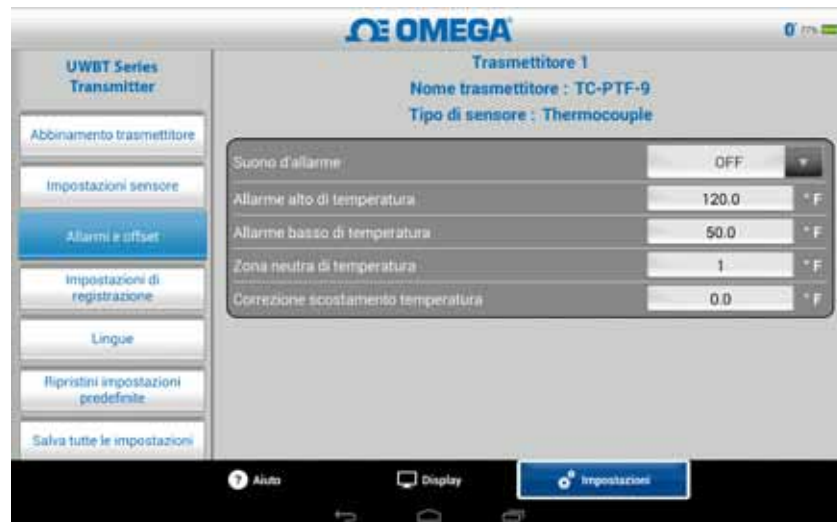 OMEGA
77%
UWBT Series
Transmitter
Abbinamento trasmettitore
Impostazioni sensore
Allarmi e offset
Impostazioni di
registrazione
Lingue
Ripristini impostazioni
predefinite
Salva tutte le impostazioni
Trasmettitore 1
Nome trasmettitore : TC-PTF-9
Tipo di sensore : Thermocouple
Suono d'allarme OFF
Allarme alto di temperatura 120.0 °F
Allarme basso di temperatura 50.0 °F
Zona neutra di temperatura 1 °F
Correzione scostamento temperatura 0.0 °F
? Aiuto Display Impostazioni